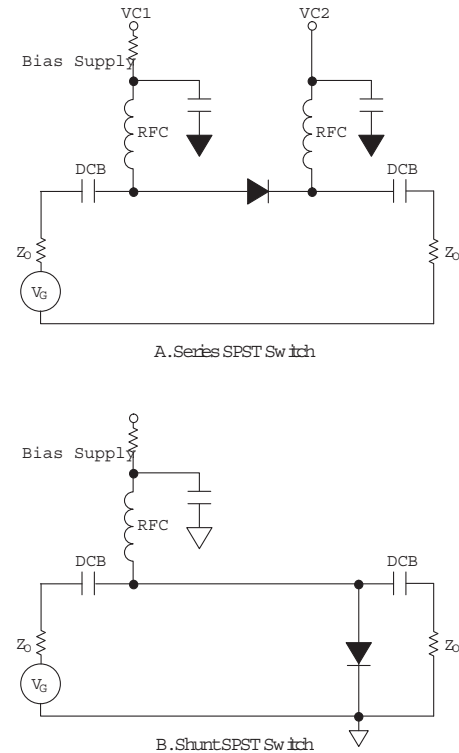 VC1 VC2
Bias Supply
RFC RFC
DCB DCB
ZO ZO
VG
A.Series SPST Switch
Bias Supply
RFC
DCB DCB
ZO ZO
VG
B.Shunt SPST Switch